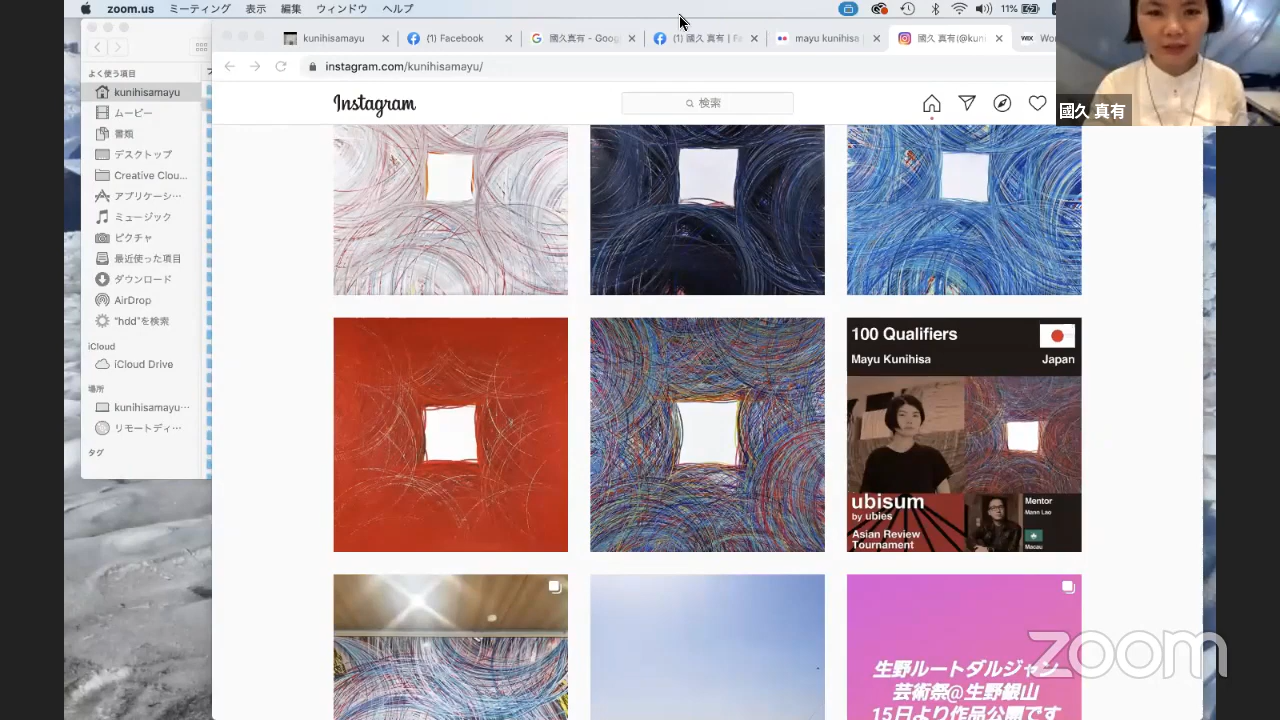 zoom.us ミーティング 表示 編集 ウィンドウ ヘルプ 11%
kunihisamayu
(1) Facebook
國久真有 - Goog
(1) 國久 真有 | Fa
mayu kunihisa |
國久 真有(@kuni
WiX Wo
instagram.com/kunihisamayu/
よく使う項目
kunihisamayu
ムービー
書類
デスクトップ
Creative Clou...
アプリケーシ…
ミュージック
ピクチャ
最近使った項目
ダウンロード
AirDrop
"hdd"を検索
iCloud
iCloud Drive
場所
kunihisamayu…
リモートディ…
タグ
Instagram
検索
國久 真有
100 Qualifiers
Mayu Kunihisa Japan
ubisum
by ubies
Asian Review
Tournament
Mentor
Mann Lao
Macau
生野ルートダルジャン
芸術祭@生野銀山
15日より作品公開です
zoom